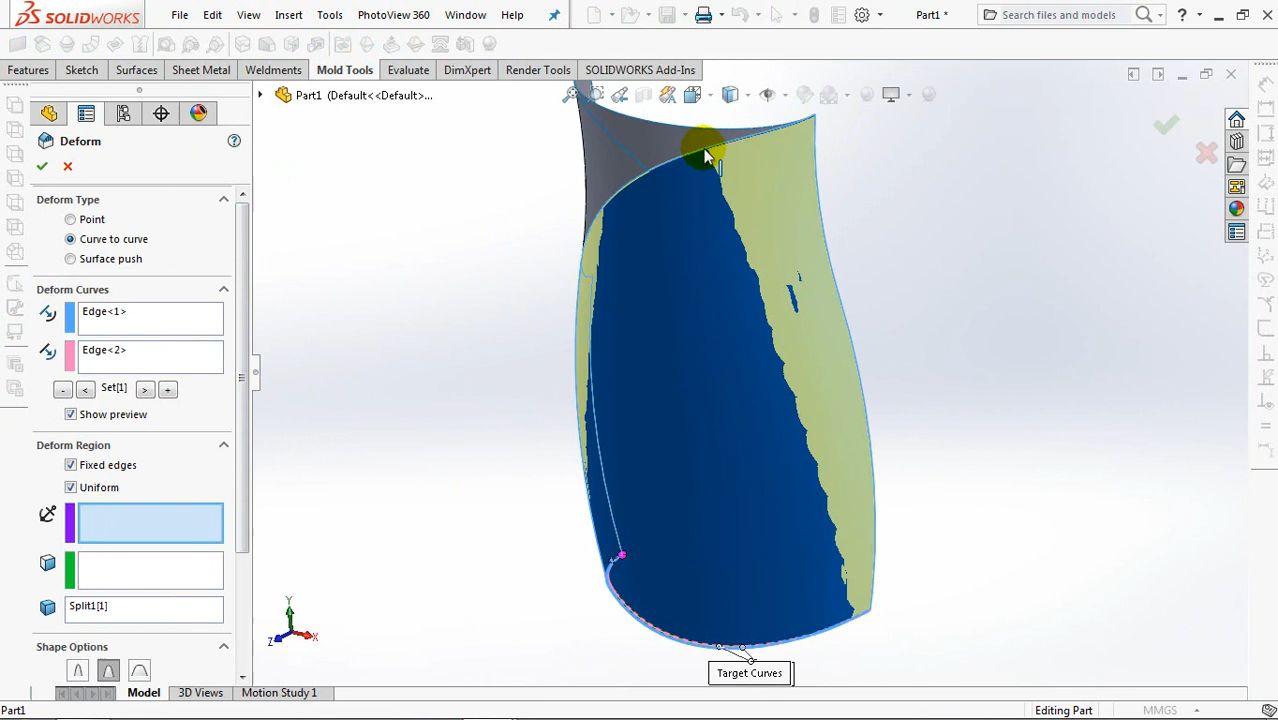 SOLIDWORKS File Edit View Insert Tools PhotoView 360 Window Help Part1 * Search files and models ?
Features Sketch Surfaces Sheet Metal Weldments Mold Tools Evaluate DimXpert Render Tools SOLIDWORKS Add-Ins
Part1 (Default<<Default>...
Deform ?
Deform Type
Point
Curve to curve
Surface push
Deform Curves
Edge<1>
Edge<2>
- < Set[1] > +
Show preview
Deform Region
Fixed edges
Uniform
Split1[1]
Shape Options
Y
Z X
Target Curves
Model 3D Views Motion Study 1
Part1 Editing Part MMGS